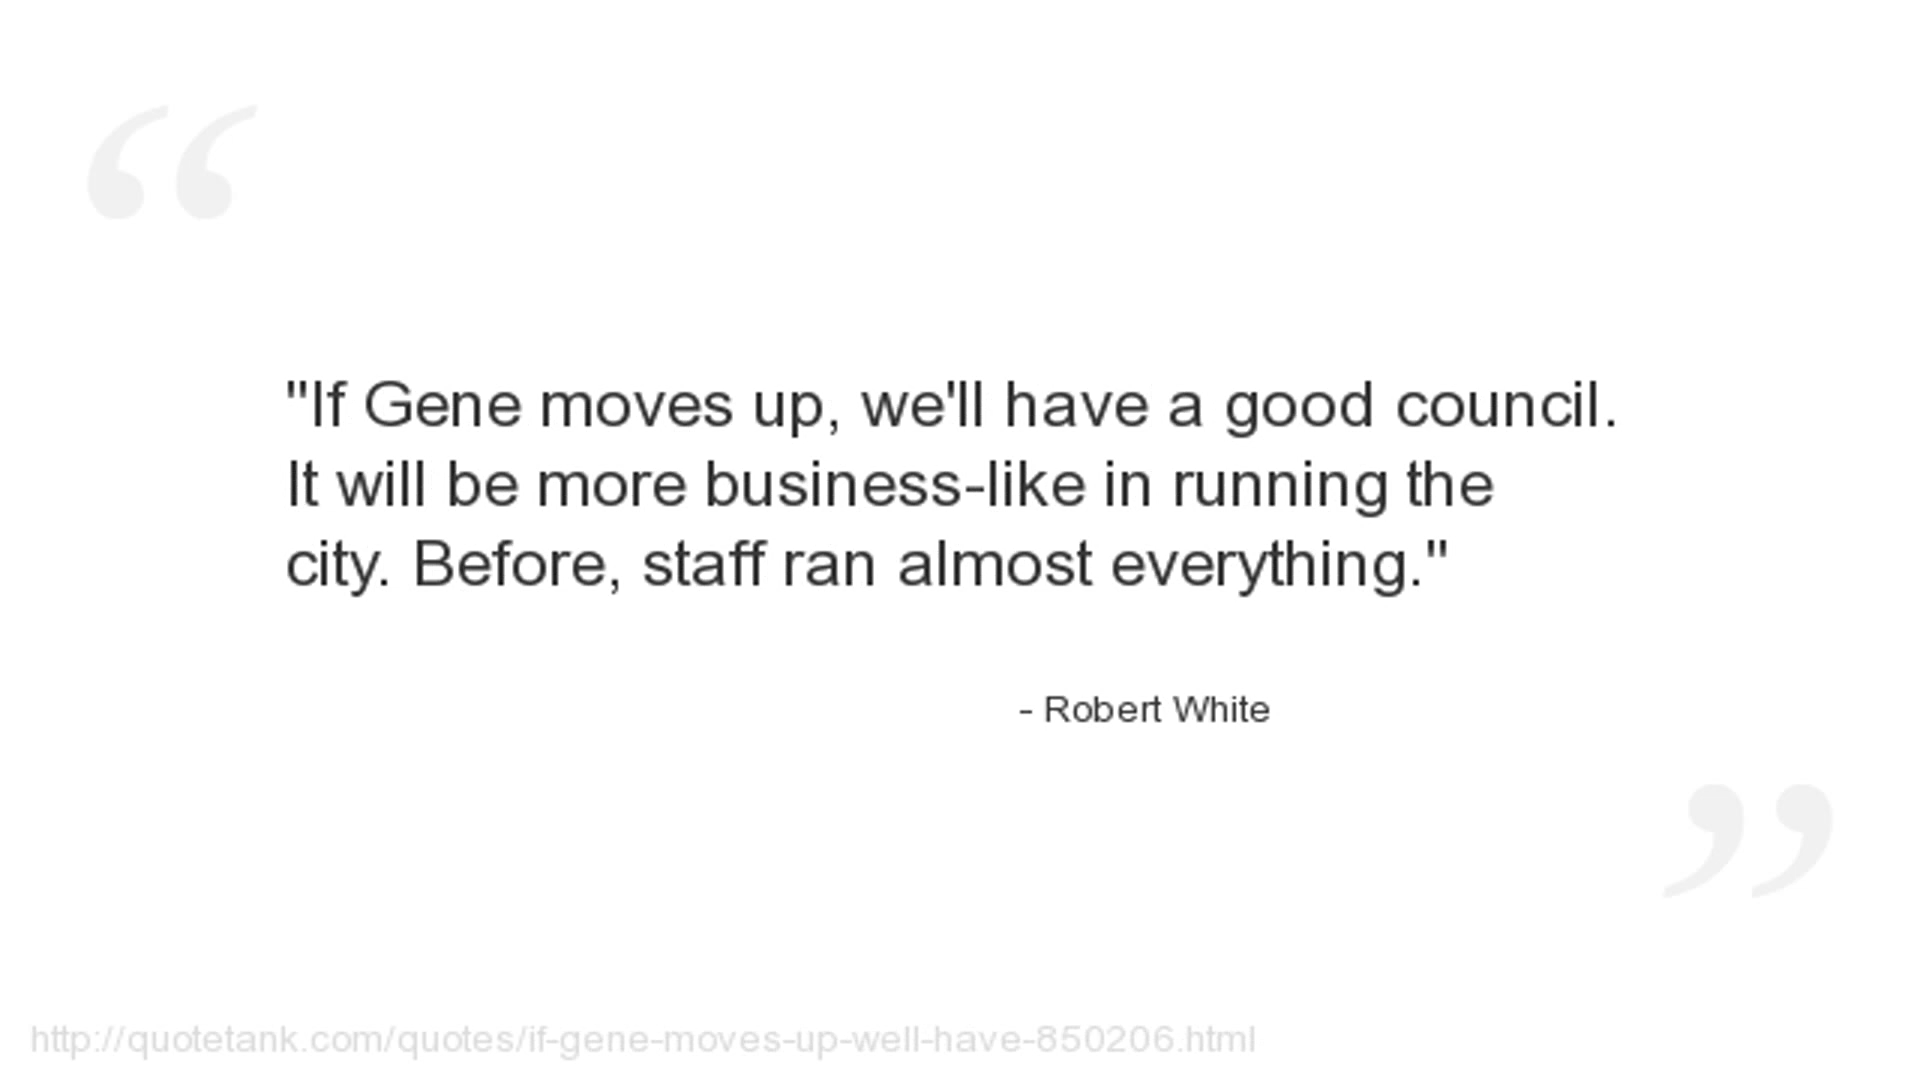 "If Gene moves up, we'll have a good council.
It will be more business-like in running the
city. Before, staff ran almost everything."
- Robert White
http://quotetank.com/quotes/if-gene-moves-up-well-have-850206.html